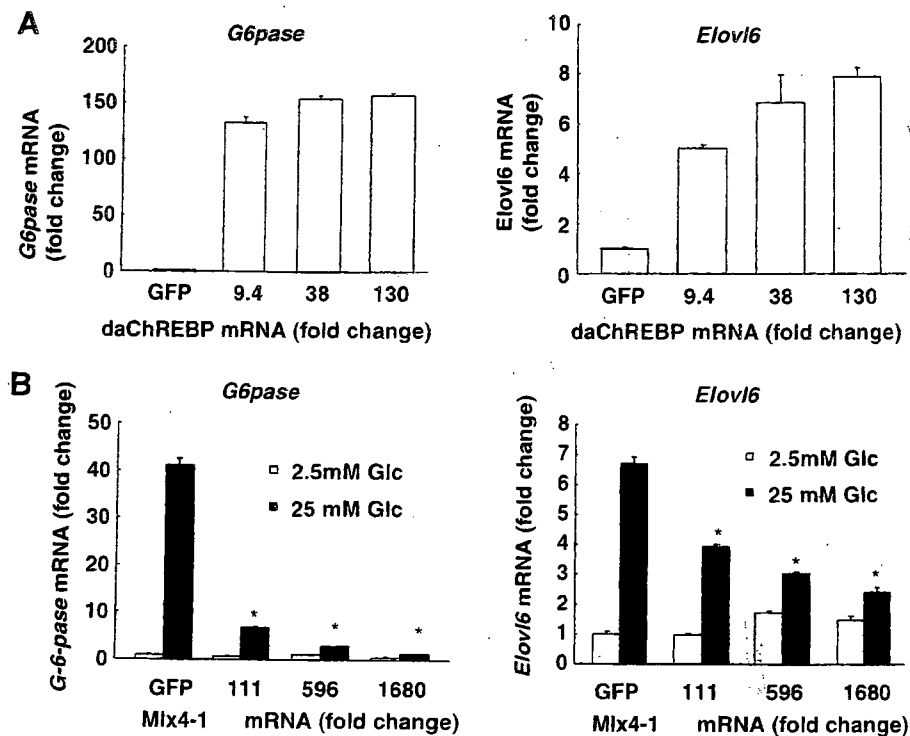 A
G6pase
Elovl6
G6pase mRNA
(fold change)
200
150
100
50
0
GFP 9.4 38 130
daChREBP mRNA (fold change)
Elovl6 mRNA
(fold change)
10
8
6
4
2
0
GFP 9.4 38 130
daChREBP mRNA (fold change)
B
G6pase
Elovl6
G-6-pase mRNA (fold change)
50
40
30
20
10
0
2.5mM Glc
25 mM Glc
* * *
GFP 111 596 1680
Mlx4-1 mRNA (fold change)
Elovl6 mRNA (fold change)
8
7
6
5
4
3
2
1
0
2.5mM Glc
25 mM Glc
* * *
GFP 111 596 1680
Mlx4-1 mRNA (fold change)